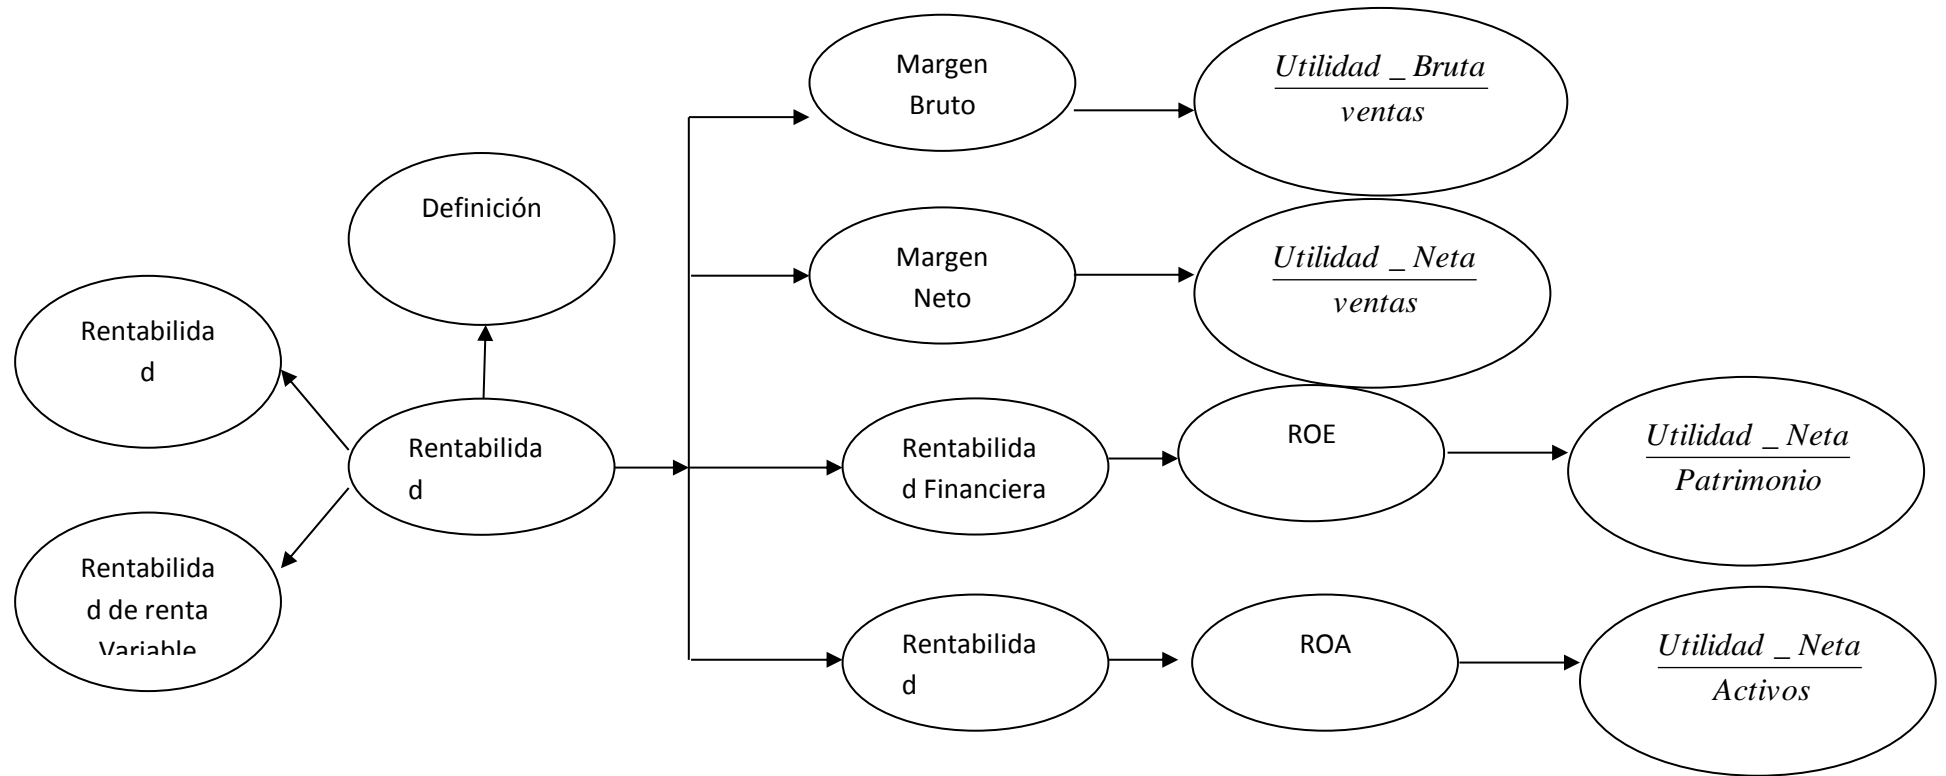 Margen
Bruto
Utilidad _ Bruta
ventas
Definición
Margen
Neto
Utilidad _ Neta
ventas
Rentabilida
d
Rentabilida
d
Rentabilida
d Financiera
ROE
Utilidad _ Neta
Patrimonio
Rentabilida
d de renta
Variable
Rentabilida
d
ROA
Utilidad _ Neta
Activos